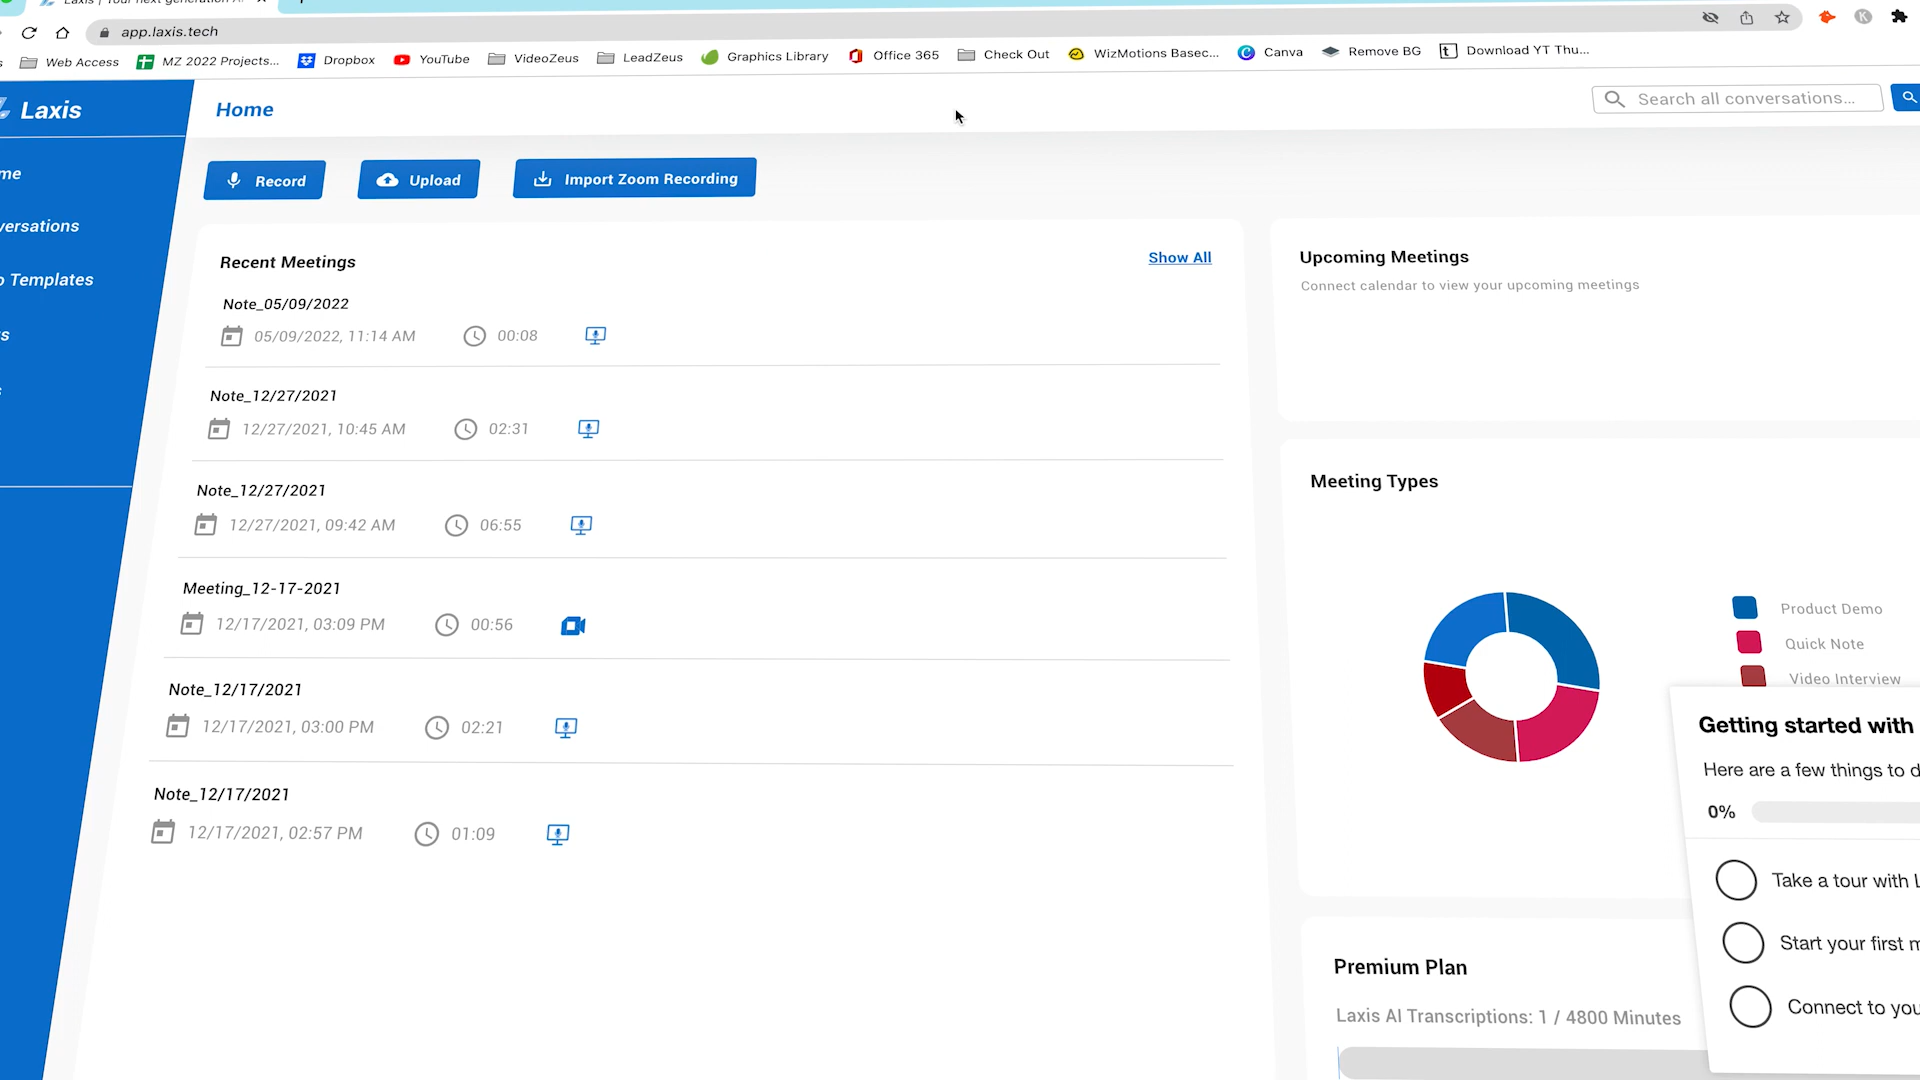 app.laxis.tech
Web Access
MZ 2022 Projects...
Dropbox
YouTube
VideoZeus
LeadZeus
Graphics Library
Office 365
Check Out
WizMotions Basec...
Canva
Remove BG
Download YT Thu...
Laxis
Home
Search all conversations...
me
versations
o Templates
s
Record
Upload
Import Zoom Recording
Recent Meetings
Show All
Note_05/09/2022
05/09/2022, 11:14 AM
00:08
Note_12/27/2021
12/27/2021, 10:45 AM
02:31
Note_12/27/2021
12/27/2021, 09:42 AM
06:55
Meeting_12-17-2021
12/17/2021, 03:09 PM
00:56
Note_12/17/2021
12/17/2021, 03:00 PM
02:21
Note_12/17/2021
12/17/2021, 02:57 PM
01:09
Upcoming Meetings
Connect calendar to view your upcoming meetings
Meeting Types
Product Demo
Quick Note
Video Interview
Getting started with
Here are a few things to d
0%
Take a tour with L
Start your first m
Connect to you
Premium Plan
Laxis AI Transcriptions: 1 / 4800 Minutes